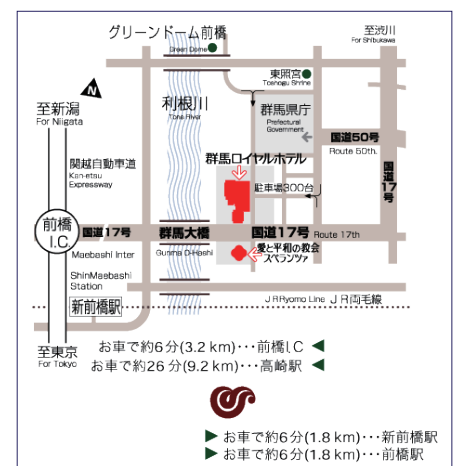 グリーンドーム前橋
Green Dome
至渋川
For Shibukawa
東照宮
Toshogu Shrine
N
至新潟
For Niigata
利根川
Tone River
群馬県庁
Prefectural
Government
国道50号
Route 50th.
関越自動車道
Kan-etsu
Expressway
群馬ロイヤルホテル
駐車場300台
国道17号
前橋
I.C.
国道17号
群馬大橋
国道17号 Route 17th
Maebashi Inter
Gunma O-Hashi
愛と平和の教会
スペランツァ
ShinMaebashi
Station
新前橋駅
JR Ryomo Line JR両毛線
至東京
For Tokyo
お車で約6分(3.2 km)･･･前橋I.C ◀
お車で約26分(9.2 km)･･･高崎駅 ◀
▶ お車で約6分(1.8 km)･･･新前橋駅
▶ お車で約6分(1.8 km)･･･前橋駅